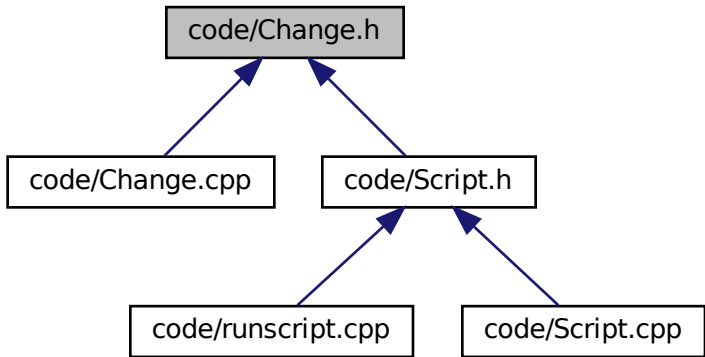 code/Change.h
code/Change.cpp
code/Script.h
code/runscript.cpp
code/Script.cpp